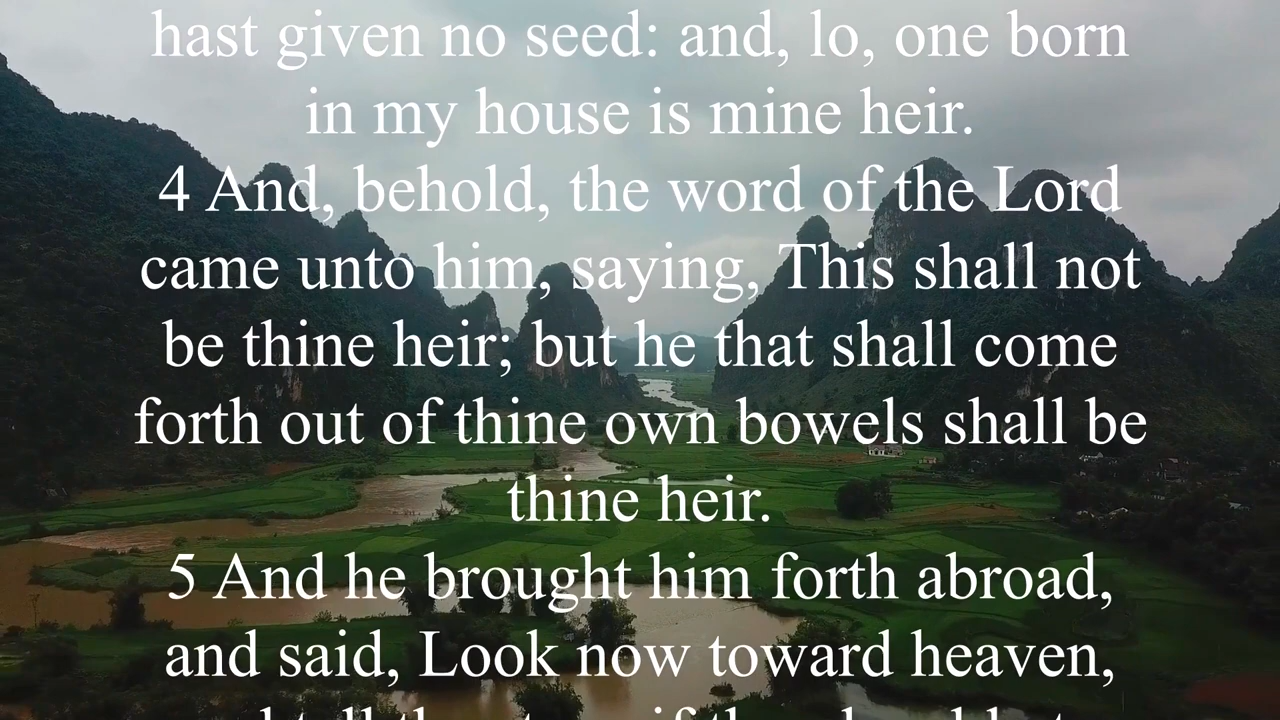 hast given no seed: and, lo, one born
in my house is mine heir.
4 And, behold, the word of the Lord
came unto him, saying, This shall not
be thine heir; but he that shall come
forth out of thine own bowels shall be
thine heir.
5 And he brought him forth abroad,
and said, Look now toward heaven,